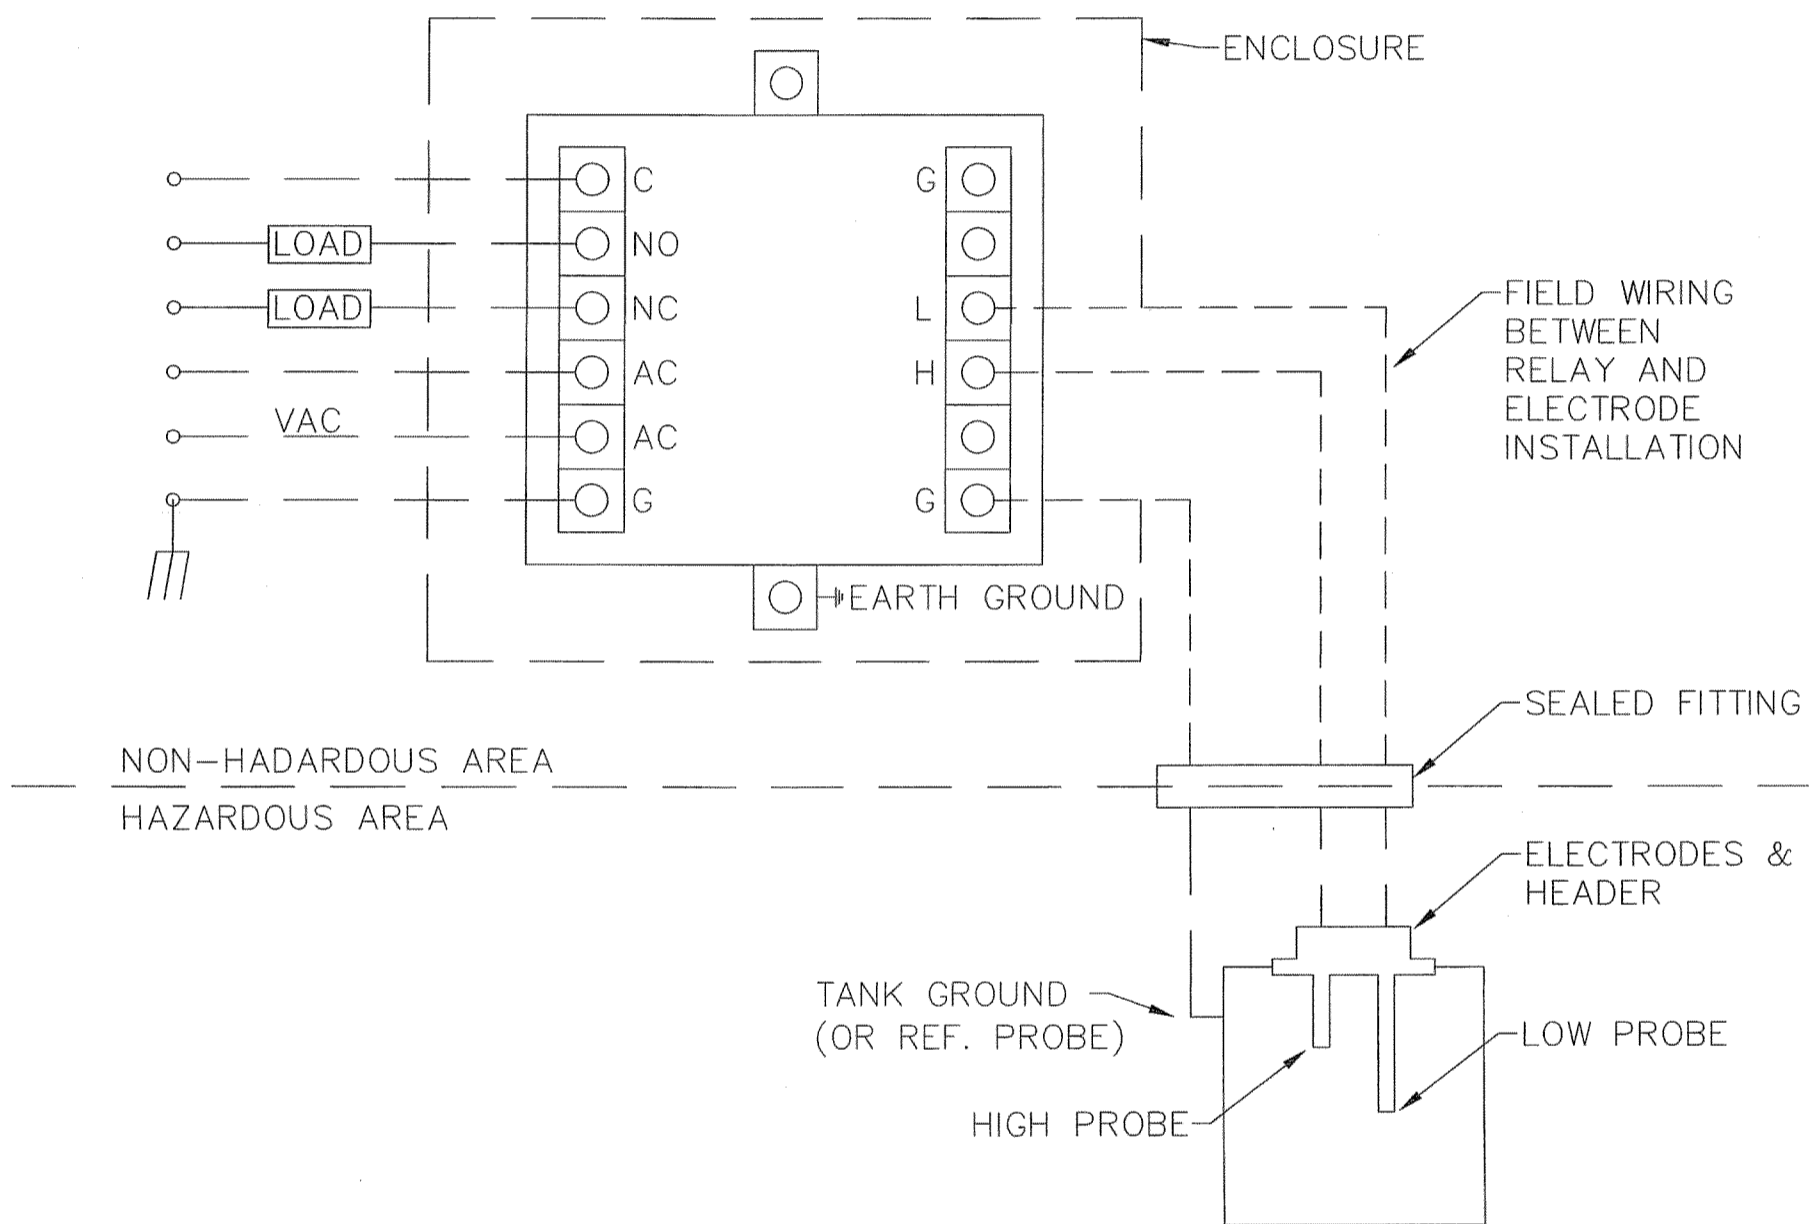 ENCLOSURE
C
G
LOAD
NO
LOAD
NC
L
FIELD WIRING
BETWEEN
RELAY AND
ELECTRODE
INSTALLATION
AC
H
VAC
AC
G
G
EARTH GROUND
SEALED FITTING
NON-HADARDOUS AREA
HAZARDOUS AREA
ELECTRODES &
HEADER
TANK GROUND
(OR REF. PROBE)
LOW PROBE
HIGH PROBE